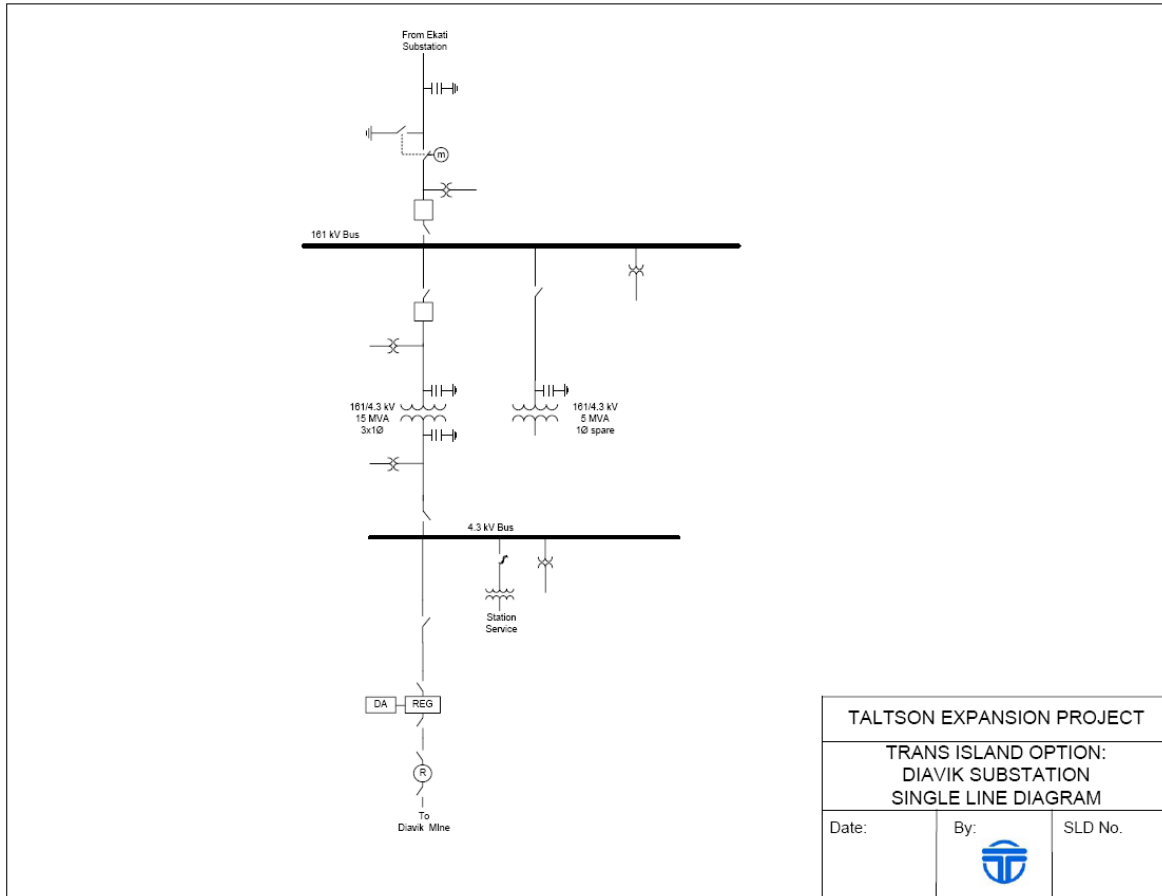 From Ekati
Substation
m
161 kV Bus
161/4.3 kV
15 MVA
3x1Ø
161/4.3 kV
5 MVA
1Ø spare
4.3 kV Bus
Station
Service
DA
REG
R
To
Diavik MIne
TALTSON EXPANSION PROJECT
TRANS ISLAND OPTION:
DIAVIK SUBSTATION
SINGLE LINE DIAGRAM
Date:
By:
SLD No.